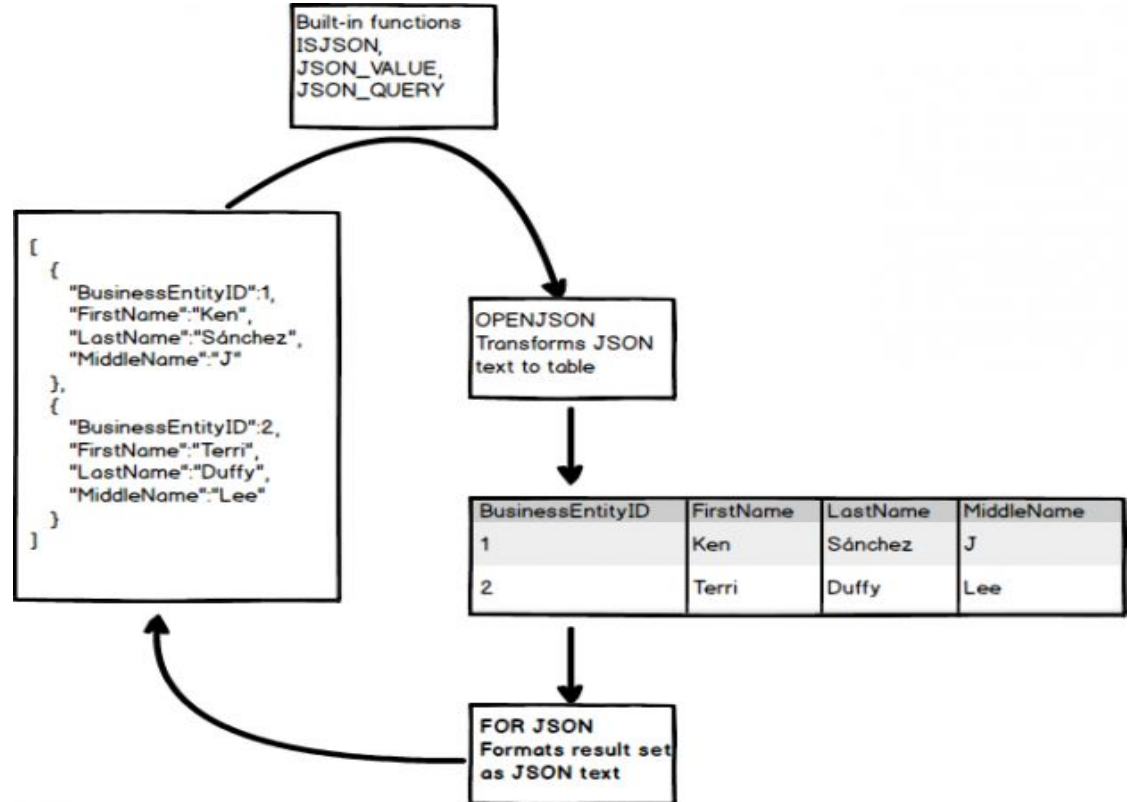 Built-in functions
ISJSON,
JSON_VALUE,
JSON_QUERY
[
{
"BusinessEntityID":1,
"FirstName":"Ken",
"LastName":"Sánchez",
"MiddleName":"J"
},
{
"BusinessEntityID":2,
"FirstName":"Terri",
"LastName":"Duffy",
"MiddleName":"Lee"
}
]
OPENJSON
Transforms JSON
text to table
BusinessEntityID FirstName LastName MiddleName
1 Ken Sánchez J
2 Terri Duffy Lee
FOR JSON
Formats result set
as JSON text